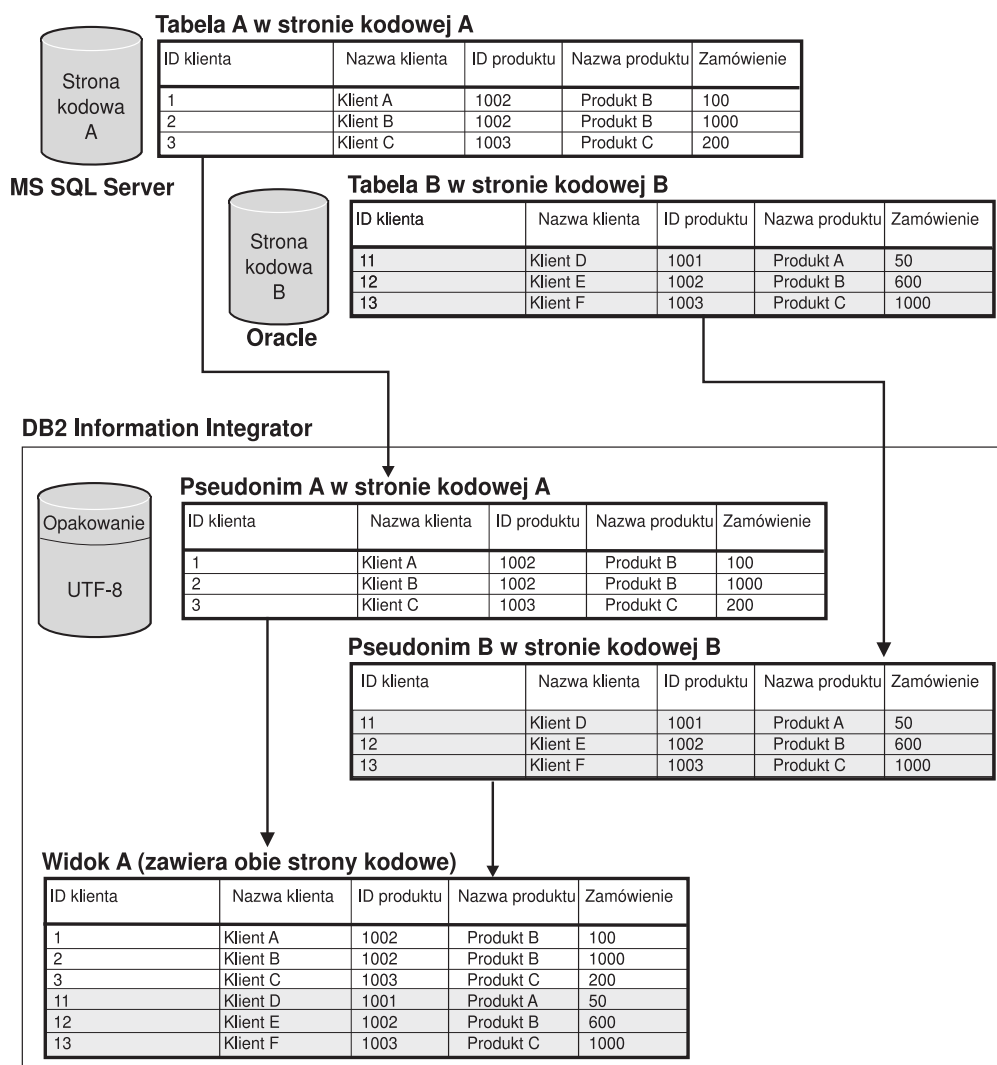 Tabela A w stronie kodowej A
Strona
kodowa
A
MS SQL Server
ID klienta Nazwa klienta ID produktu Nazwa produktu Zamówienie
1 Klient A 1002 Produkt B 100
2 Klient B 1002 Produkt B 1000
3 Klient C 1003 Produkt C 200
Tabela B w stronie kodowej B
Strona
kodowa
B
Oracle
ID klienta Nazwa klienta ID produktu Nazwa produktu Zamówienie
11 Klient D 1001 Produkt A 50
12 Klient E 1002 Produkt B 600
13 Klient F 1003 Produkt C 1000
DB2 Information Integrator
Opakowanie
UTF-8
Pseudonim A w stronie kodowej A
ID klienta Nazwa klienta ID produktu Nazwa produktu Zamówienie
1 Klient A 1002 Produkt B 100
2 Klient B 1002 Produkt B 1000
3 Klient C 1003 Produkt C 200
Pseudonim B w stronie kodowej B
ID klienta Nazwa klienta ID produktu Nazwa produktu Zamówienie
11 Klient D 1001 Produkt A 50
12 Klient E 1002 Produkt B 600
13 Klient F 1003 Produkt C 1000
Widok A (zawiera obie strony kodowe)
ID klienta Nazwa klienta ID produktu Nazwa produktu Zamówienie
1 Klient A 1002 Produkt B 100
2 Klient B 1002 Produkt B 1000
3 Klient C 1003 Produkt C 200
11 Klient D 1001 Produkt A 50
12 Klient E 1002 Produkt B 600
13 Klient F 1003 Produkt C 1000